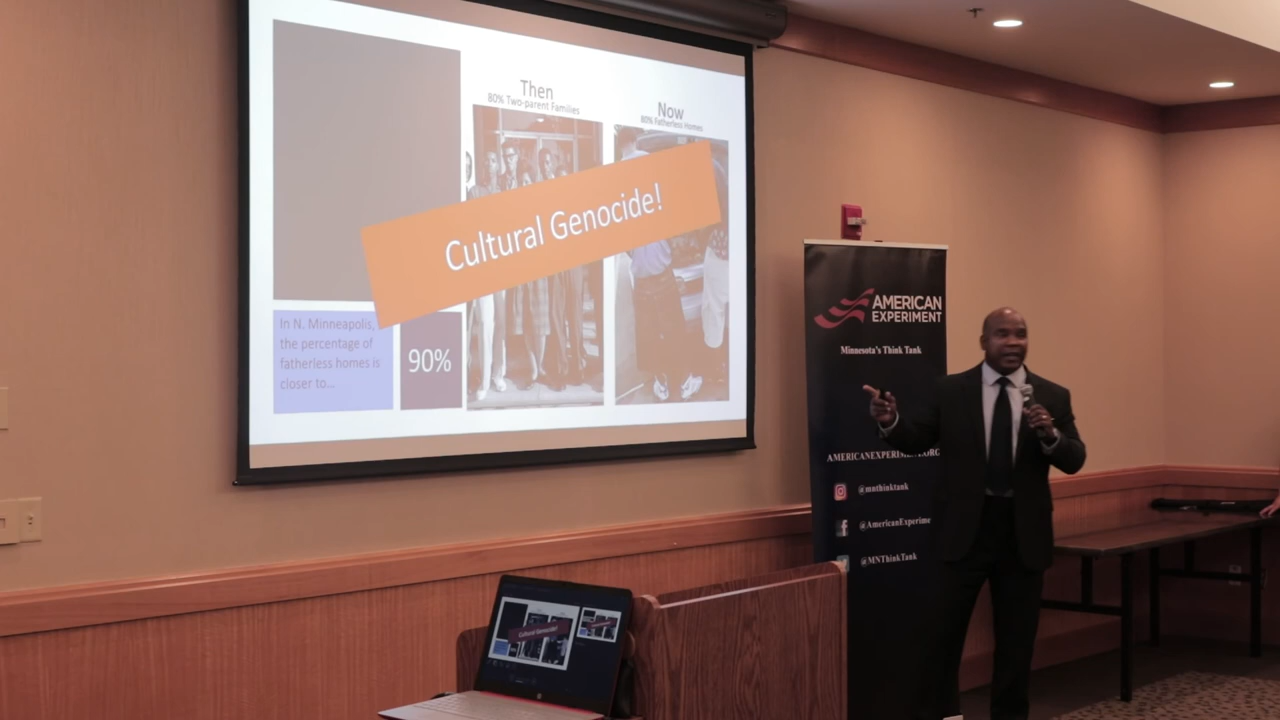 Then
80% Two-parent Families
Now
80% Fatherless Homes
Cultural Genocide!
In N. Minneapolis,
the percentage of
fatherless homes is
closer to...
90%
AMERICAN
EXPERIMENT
Minnesota's Think Tank
AMERICANEXPERIMENT.ORG
@mnthinktank
@AmericanExperime
@MNThinkTank
Cultural Genocide!